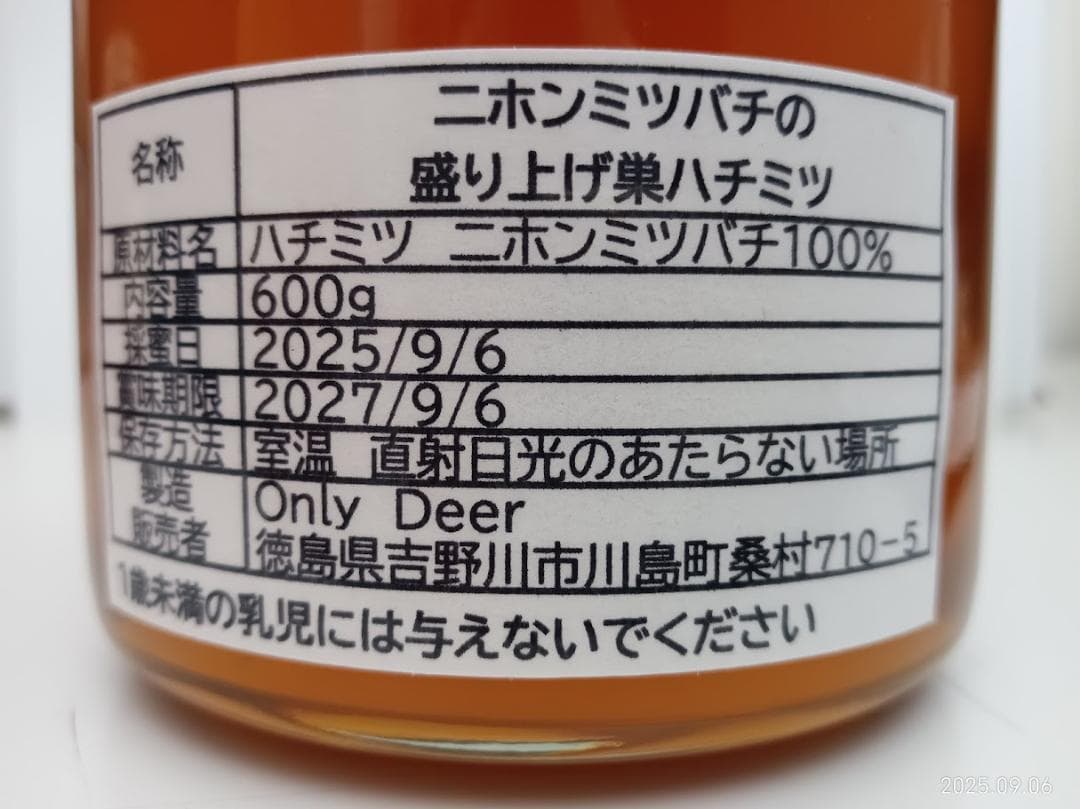 名称 ニホンミツバチの
盛り上げ巣ハチミツ
原材料名 ハチミツ ニホンミツバチ100%
内容量 600g
採蜜日 2025/9/6
賞味期限 2027/9/6
保存方法 室温 直射日光のあたらない場所
製造 Only Deer
販売者 徳島県吉野川市川島町桑村710-5
1歳未満の乳児には与えないでください
2025.09.06